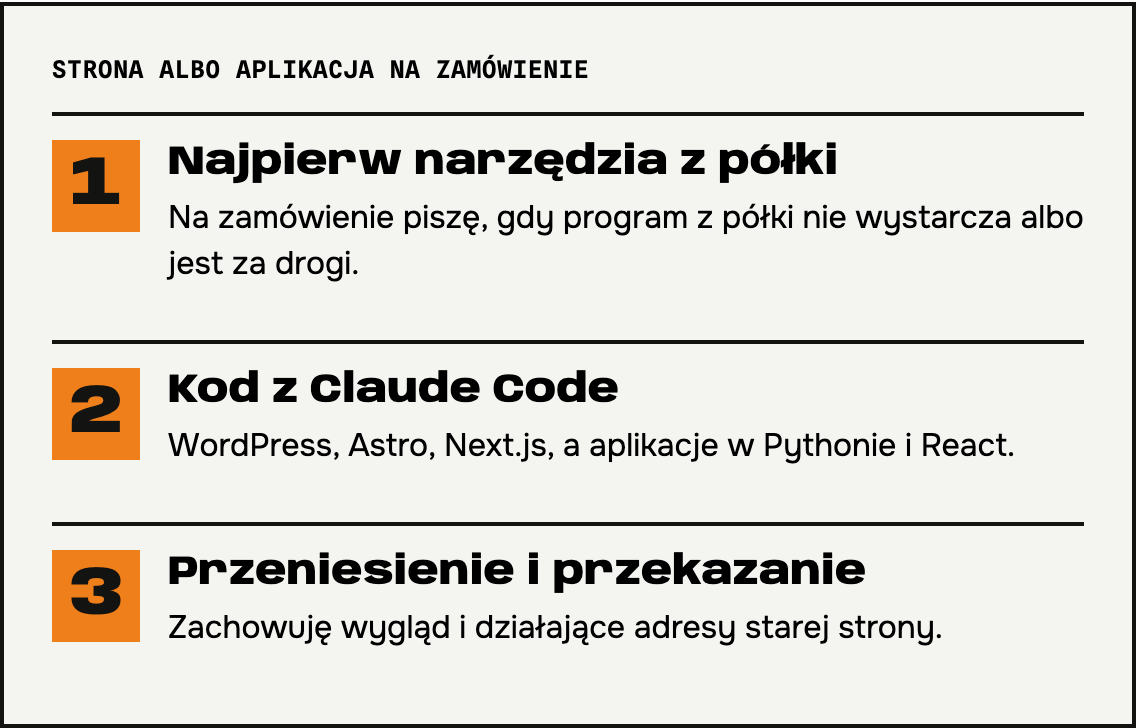 STRONA ALBO APLIKACJA NA ZAMÓWIENIE
1
Najpierw narzędzia z półki
Na zamówienie piszę, gdy program z półki nie wystarcza albo
jest za drogi.
2
Kod z Claude Code
WordPress, Astro, Next.js, a aplikacje w Pythonie i React.
3
Przeniesienie i przekazanie
Zachowuję wygląd i działające adresy starej strony.